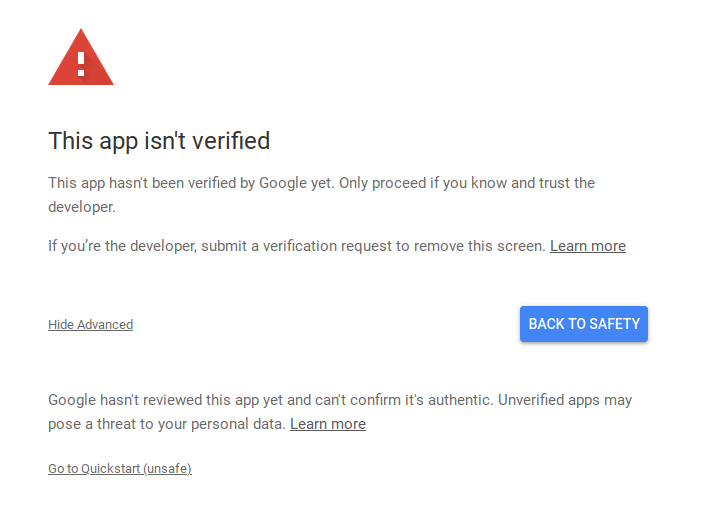 This app isn't verified
This app hasn't been verified by Google yet. Only proceed if you know and trust the
developer.
If you’re the developer, submit a verification request to remove this screen. Learn more
Hide Advanced
BACK TO SAFETY
Google hasn't reviewed this app yet and can't confirm it's authentic. Unverified apps may
pose a threat to your personal data. Learn more
Go to Quickstart (unsafe)